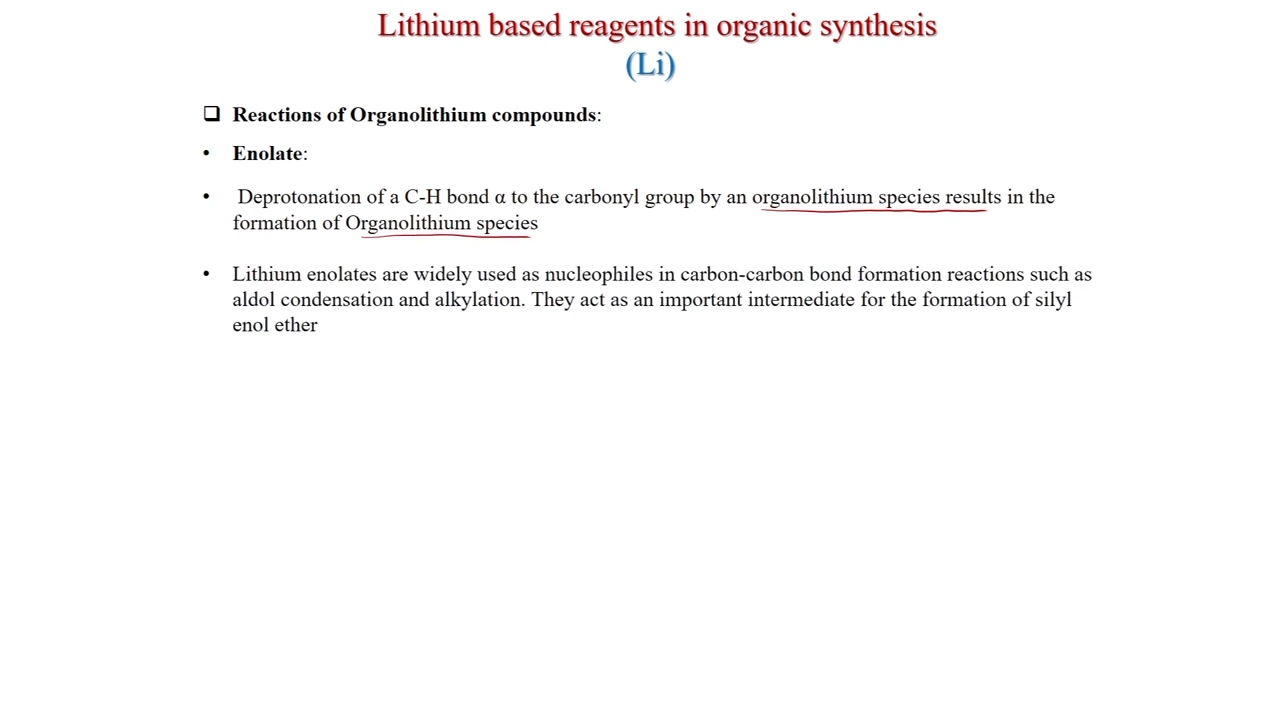 Lithium based reagents in organic synthesis
(Li)
❑ Reactions of Organolithium compounds:
• Enolate:
• Deprotonation of a C-H bond α to the carbonyl group by an organolithium species results in the
formation of Organolithium species
• Lithium enolates are widely used as nucleophiles in carbon-carbon bond formation reactions such as
aldol condensation and alkylation. They act as an important intermediate for the formation of silyl
enol ether